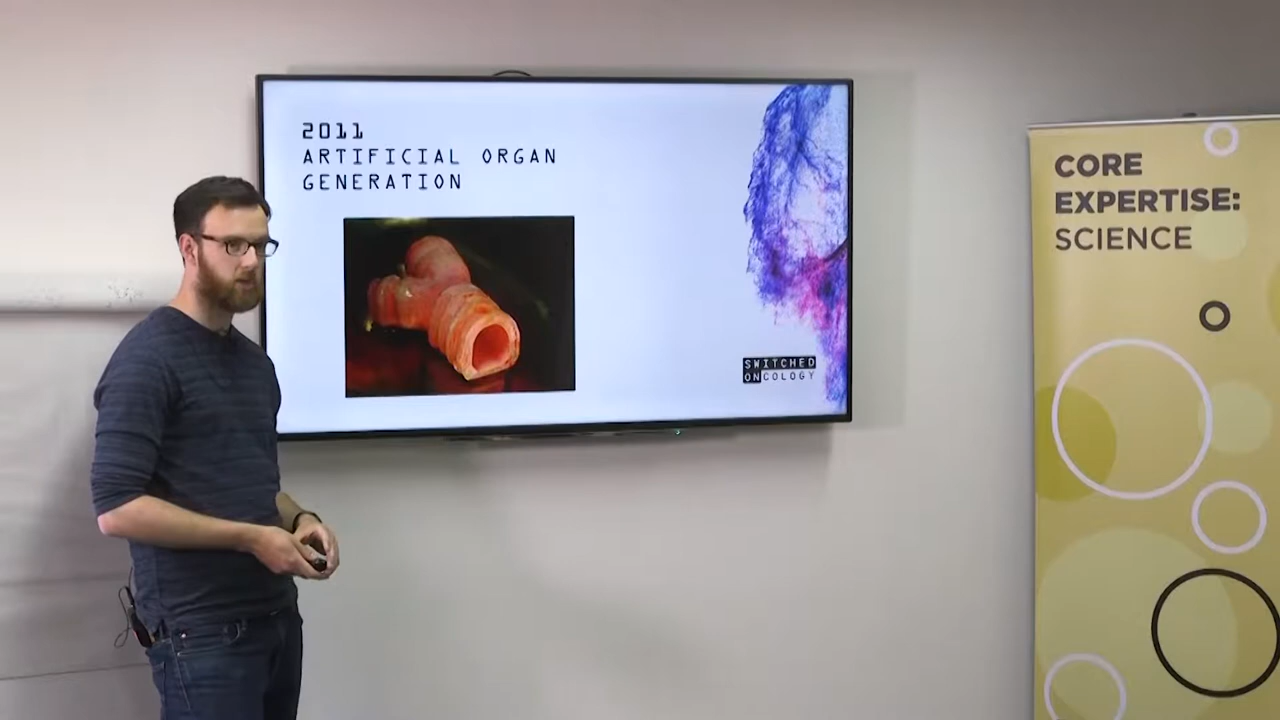 2011
ARTIFICIAL ORGAN
GENERATION
SWITCHED
ONCOLOGY
CORE
EXPERTISE:
SCIENCE